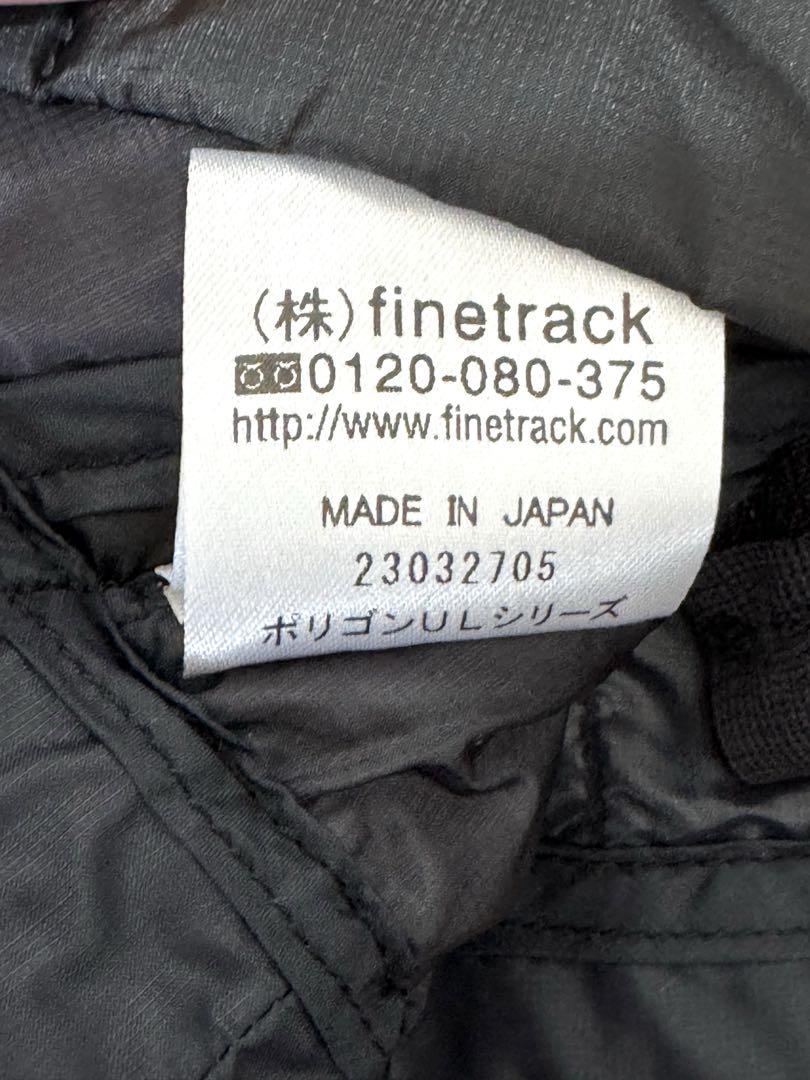 (株)finetrack
0120-080-375
http://www.finetrack.com
MADE IN JAPAN
23032705
ポリゴンULシリーズ